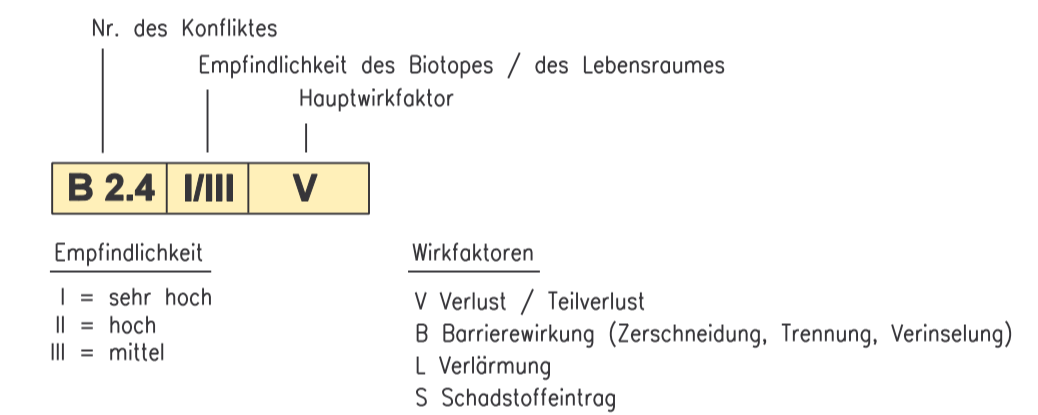 Nr. des Konfliktes
Empfindlichkeit des Biotopes / des Lebensraumes
Hauptwirkfaktor
B 2.4 I/III V
Empfindlichkeit
I = sehr hoch
II = hoch
III = mittel
Wirkfaktoren
V Verlust / Teilverlust
B Barrierewirkung (Zerschneidung, Trennung, Verinselung)
L Verlärmung
S Schadstoffeintrag